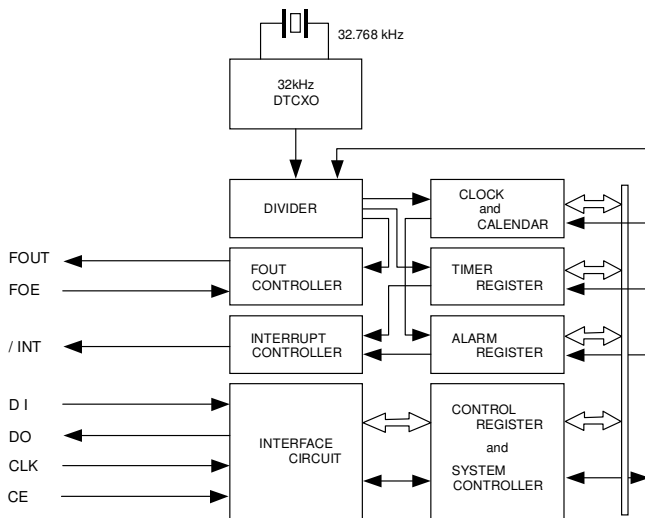 32.768 kHz
32kHz
DTCXO
DIVIDER
CLOCK
and
CALENDAR
FOUT
FOE
FOUT
CONTROLLER
TIMER
REGISTER
/ INT
INTERRUPT
CONTROLLER
ALARM
REGISTER
D I
DO
CLK
CE
INTERFACE
CIRCUIT
CONTROL
REGISTER
and
SYSTEM
CONTROLLER